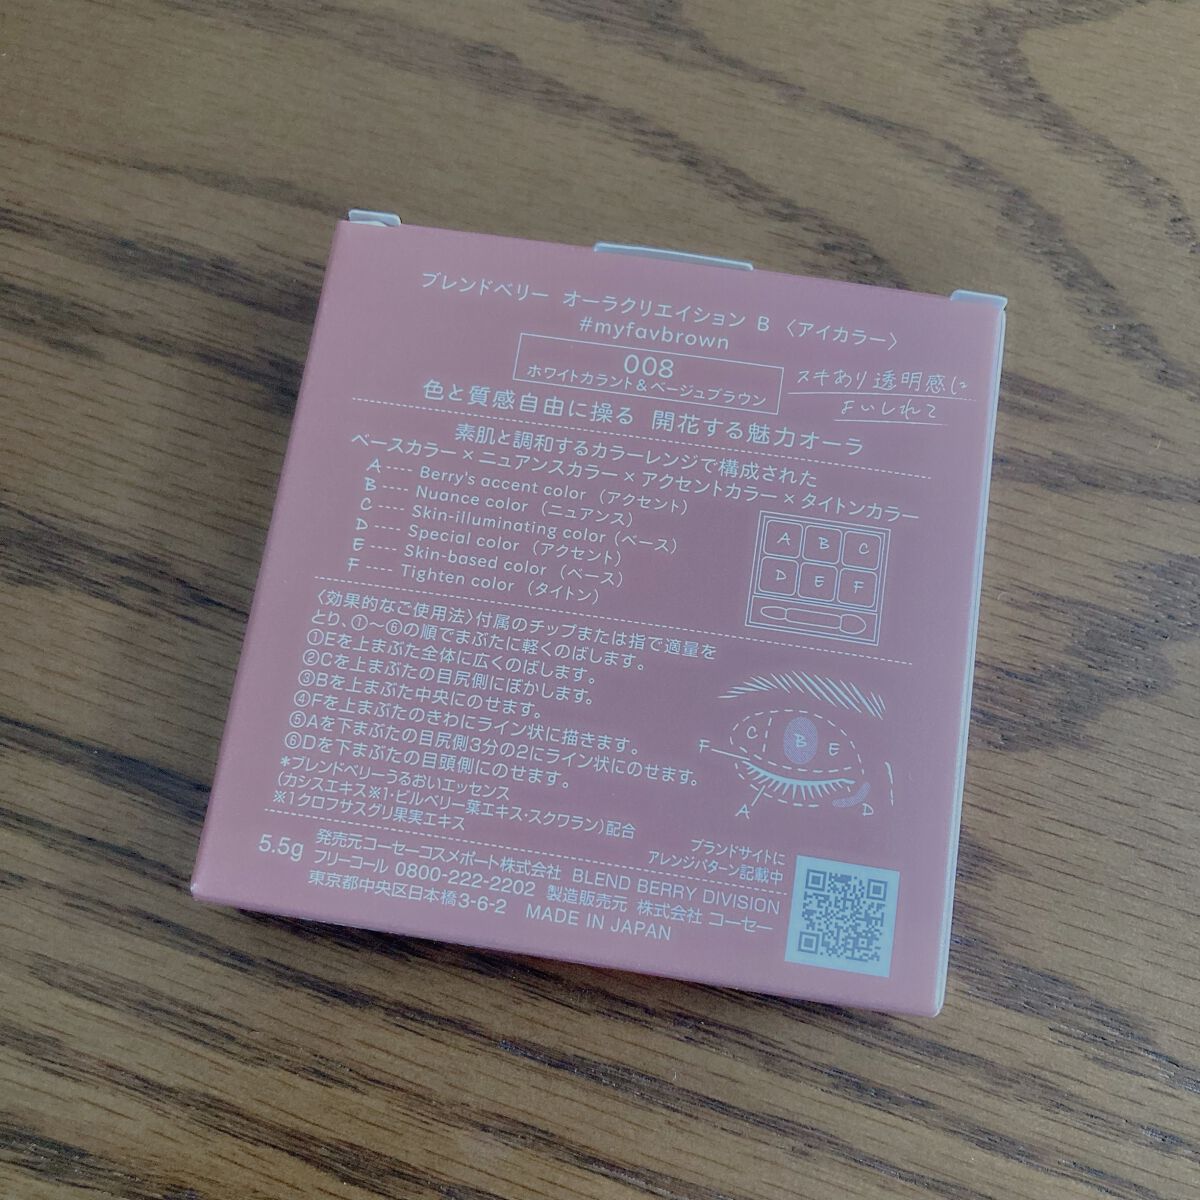 ブレンドベリー オーラクリエイション B 〈アイカラー〉
#myfavbrown
008
ホワイトカラント&ベージュブラウン
スキあり透明感に
よいしれて
色と質感自由に操る 開花する魅力オーラ
素肌と調和するカラーレンジで構成された
ベースカラー×ニュアンスカラー×アクセントカラー×タイトンカラー
A ---- Berry's accent color (アクセント)
B ---- Nuance color (ニュアンス)
C ---- Skin-illuminating color (ベース)
D ---- Special color (アクセント)
E ---- Skin-based color (ベース)
F ---- Tighten color (タイトン)
A B C
D E F
〈効果的なご使用法〉付属のチップまたは指で適量を
とり、①~⑥の順でまぶたに軽くのばします。
①Eを上まぶた全体に広くのばします。
②Cを上まぶたの目尻側にぼかします。
③Bを上まぶた中央にのせます。
④Fを上まぶたのきわにライン状に描きます。
⑤Aを下まぶたの目尻側3分の2にライン状にのせます。
⑥Dを下まぶたの目頭側にのせます。
*ブレンドベリーうるおいエッセンス
(カシスエキス※1・ビルベリー葉エキス・スクワラン)配合
※1クロフサスグリ果実エキス
C B E
F
A D
ブランドサイトに
アレンジパターン記載中
5.5g
発売元コーセーコスメポート株式会社 BLEND BERRY DIVISION
フリーコール 0800-222-2202 製造販売元 株式会社 コーセー
東京都中央区日本橋3-6-2 MADE IN JAPAN